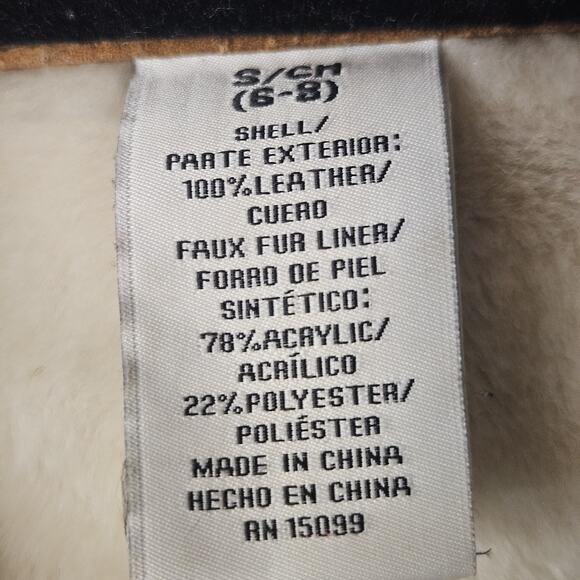 S/CH
(6-8)
SHELL/
PARTE EXTERIOR:
100%LEATHER/
CUERO
FAUX FUR LINER/
FORRO DE PIEL
SINTÉTICO:
78%ACRYLIC/
ACRÍLICO
22%POLYESTER/
POLIÉSTER
MADE IN CHINA
HECHO EN CHINA
RN 15099